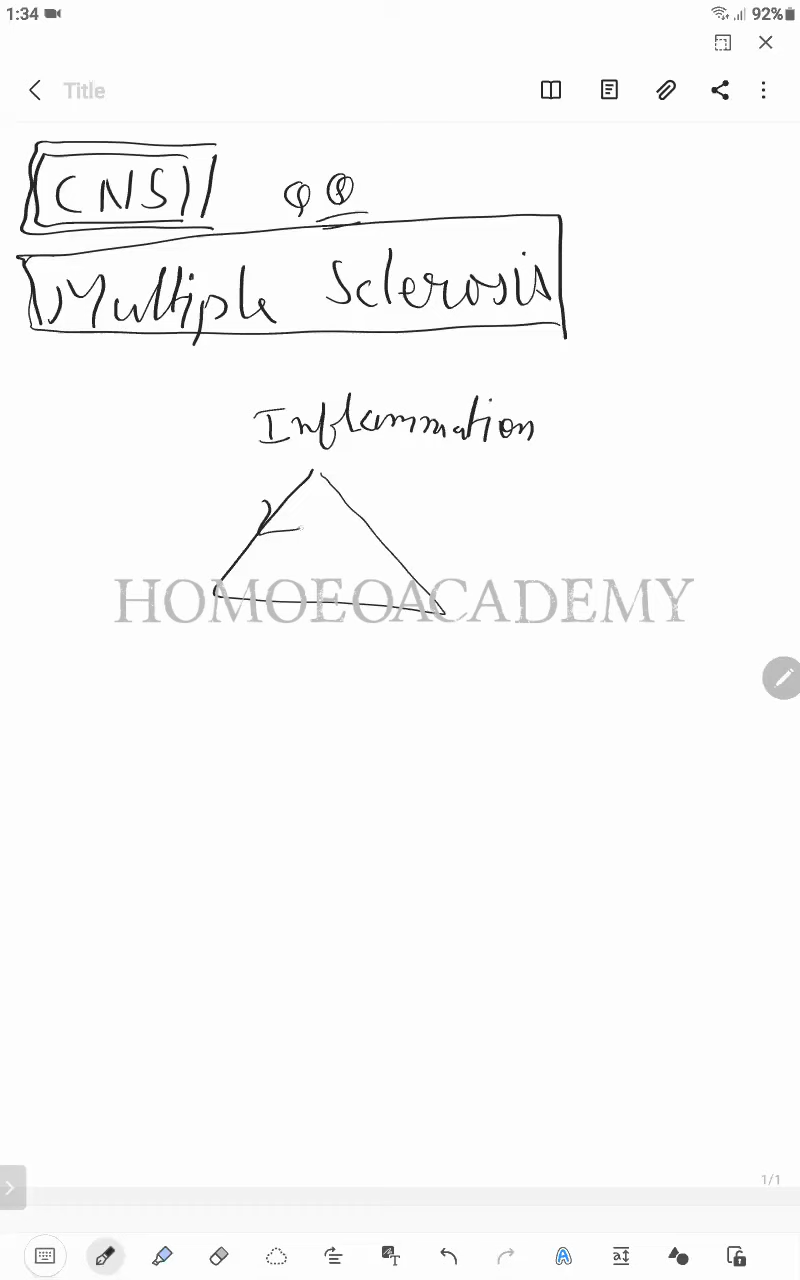 1:34 92%
Title
CNS
Multiple Sclerosis
Inflammation
HOMOEOACADEMY
1/1